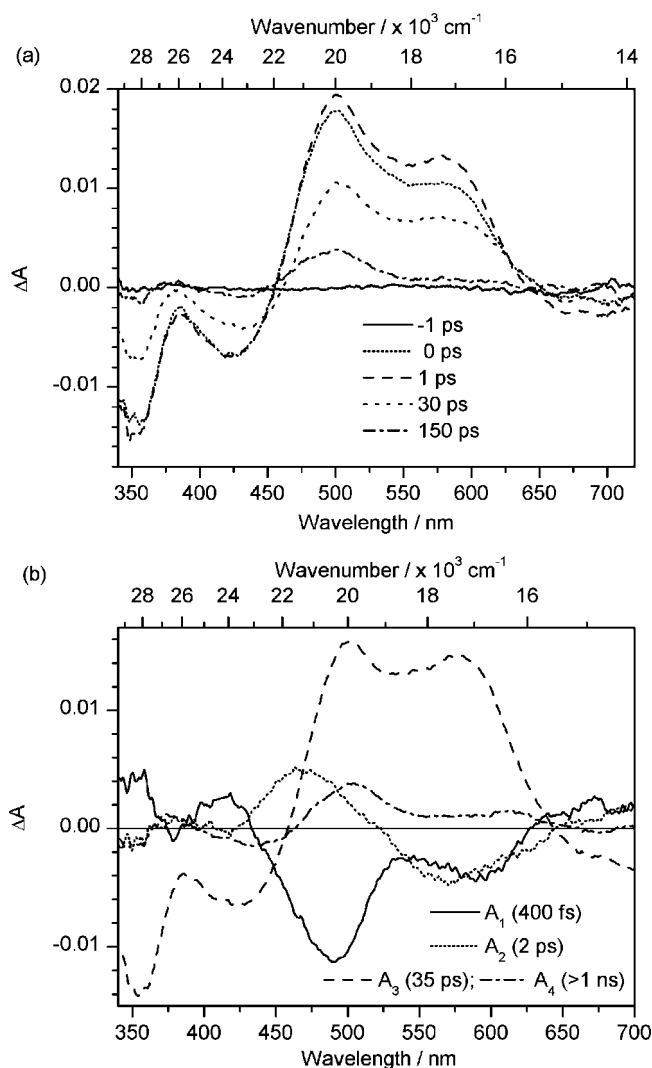 Wavenumber / x 10³ cm⁻¹
(a)
28 26 24 22 20 18 16 14
0.02
0.01
0.00
-0.01
ΔA
-1 ps
0 ps
1 ps
30 ps
150 ps
350 400 450 500 550 600 650 700
Wavelength / nm
(b)
Wavenumber / x 10³ cm⁻¹
28 26 24 22 20 18 16
0.01
0.00
-0.01
ΔA
A₁ (400 fs)
A₂ (2 ps)
A₃ (35 ps); A₄ (>1 ns)
350 400 450 500 550 600 650 700
Wavelength / nm